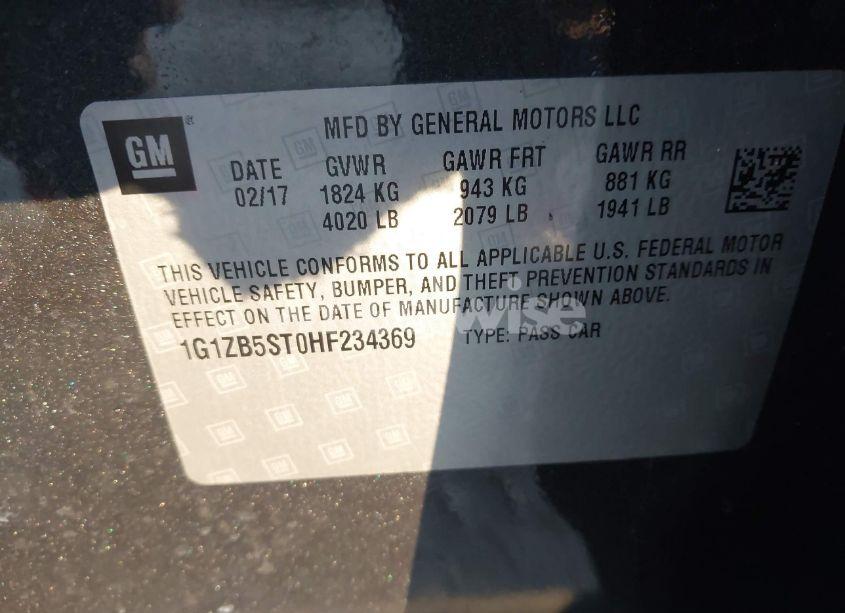 GM
MFD BY GENERAL MOTORS LLC
DATE GVWR GAWR FRT GAWR RR
02/17 1824 KG 943 KG 881 KG
4020 LB 2079 LB 1941 LB
THIS VEHICLE CONFORMS TO ALL APPLICABLE U.S. FEDERAL MOTOR
VEHICLE SAFETY, BUMPER, AND THEFT PREVENTION STANDARDS IN
EFFECT ON THE DATE OF MANUFACTURE SHOWN ABOVE.
1G1ZB5ST0HF234369 TYPE: PASS CAR
wise